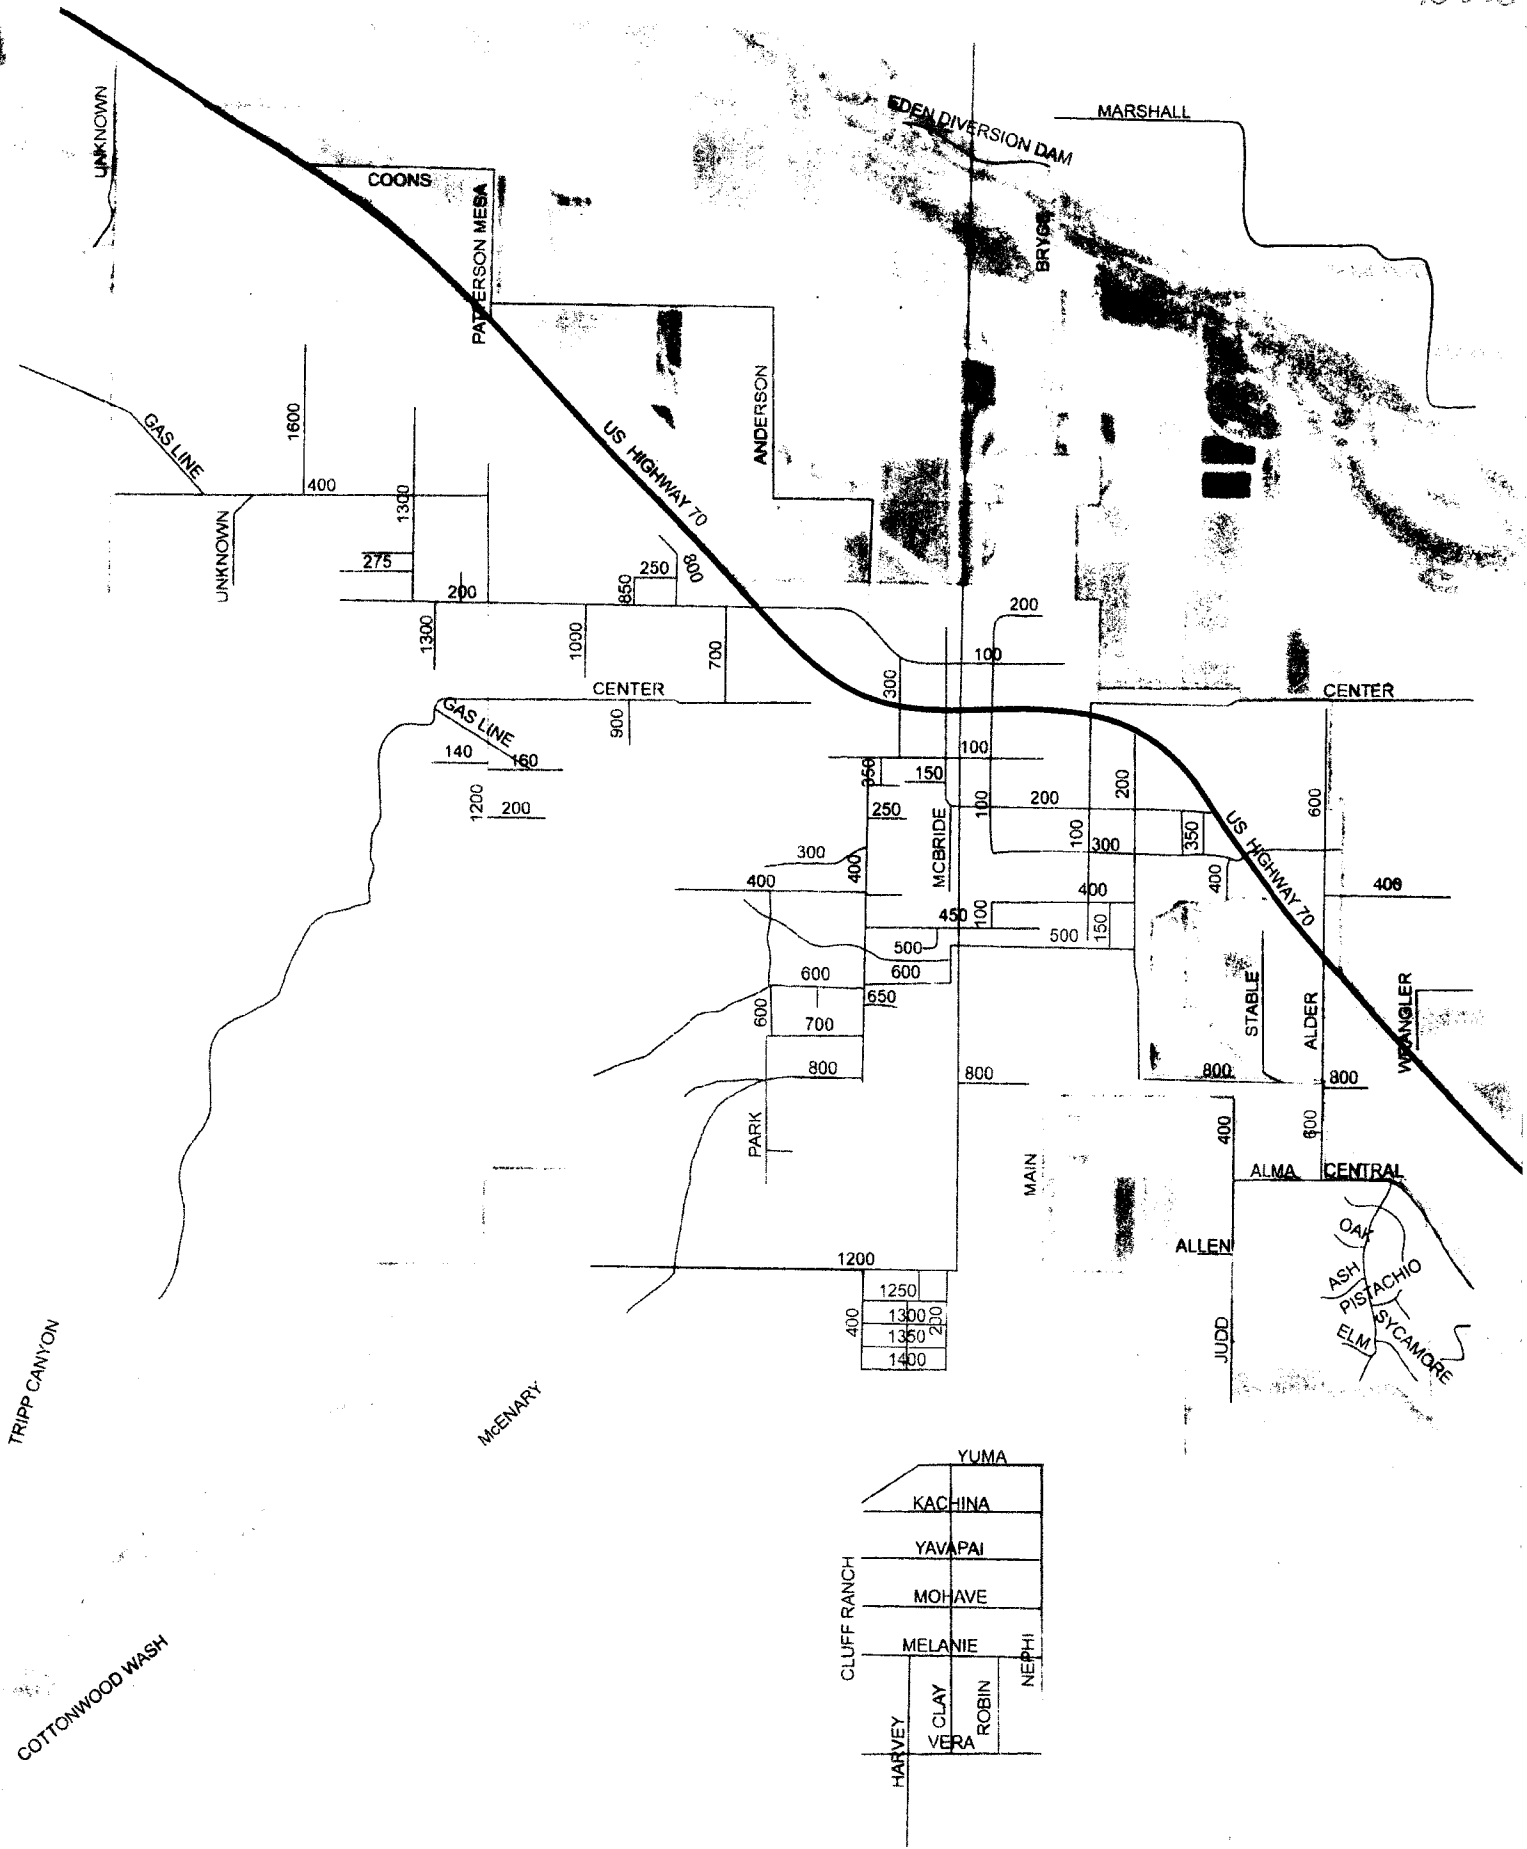 EDEN DIVERSION DAM
MARSHALL
UNKNOWN
COONS
PATTERSON MESA
BRYCE
ANDERSON
1600
GAS LINE
US HIGHWAY 70
400
1300
UNKNOWN
275
250
800
850
200
200
1300
1000
700
100
300
CENTER
CENTER
GAS LINE
900
140
160
100
350
150
200
1200
200
250
100
200
600
MCBRIDE
100
350
US HIGHWAY 70
300
400
300
400
400
400
400
450
100
150
500
500
600
600
650
600
700
STABLE
ALDER
WRANGLER
800
800
800
800
PARK
400
600
MAIN
ALMA
CENTRAL
OAK
ALLEN
1200
ASH
PISTACHIO
1250
400
1300
200
SYCAMORE
ELM
1350
JUDD
1400
TRIPP CANYON
McENARY
YUMA
KACHINA
YAVAPAI
CLUFF RANCH
MOHAVE
MELANIE
NEPHI
COTTONWOOD WASH
CLAY
ROBIN
HARVEY
VERA